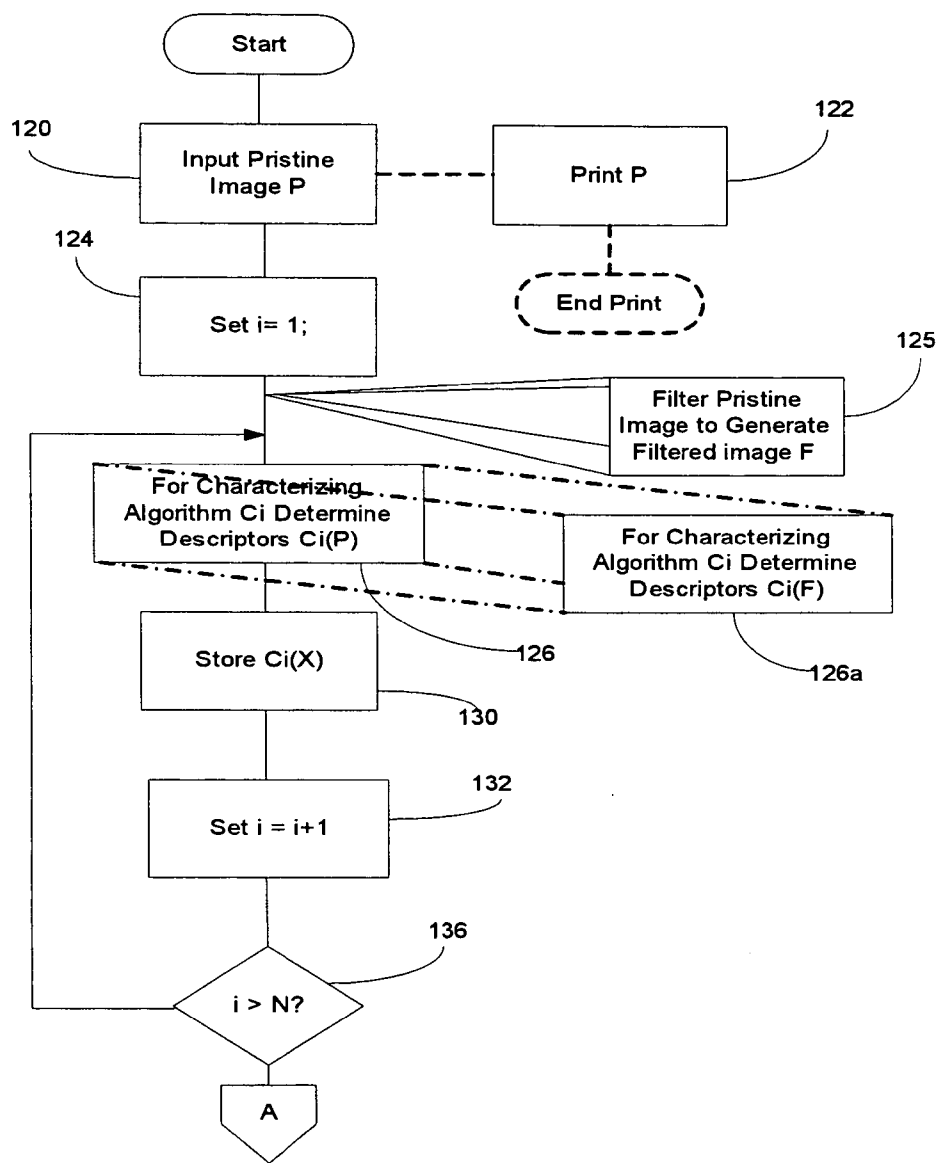 Start
120
Input Pristine
Image P
122
Print P
124
End Print
Set i= 1;
125
Filter Pristine
Image to Generate
Filtered image F
For Characterizing
Algorithm Ci Determine
Descriptors Ci(P)
For Characterizing
Algorithm Ci Determine
Descriptors Ci(F)
126
126a
Store Ci(X)
130
132
Set i = i+1
136
i > N?
A